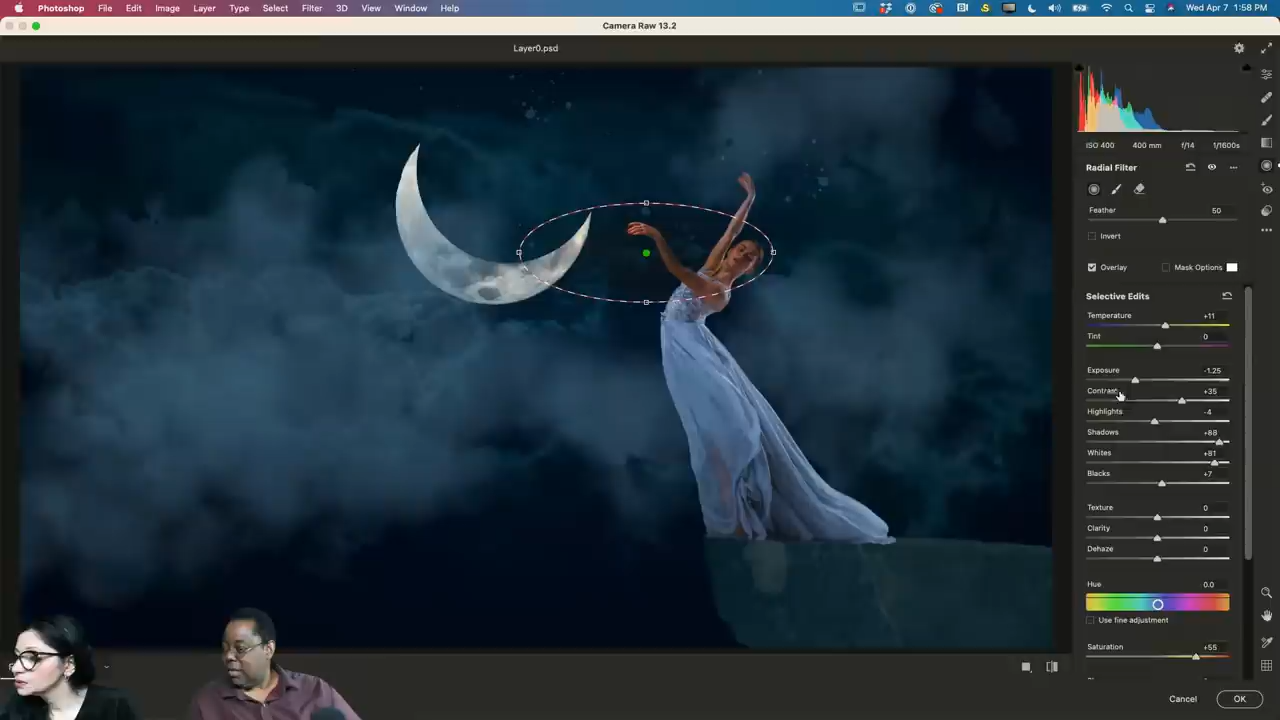 Photoshop File Edit Image Layer Type Select Filter 3D View Window Help Wed Apr 7 1:58 PM
Camera Raw 13.2
Layer0.psd
ISO 400 400 mm f/14 1/1600s
Radial Filter
Feather 50
Invert
Overlay Mask Options
Selective Edits
Temperature +11
Tint 0
Exposure -1.25
Contrast +35
Highlights -4
Shadows +88
Whites +81
Blacks +7
Texture 0
Clarity 0
Dehaze 0
Hue 0.0
Use fine adjustment
Saturation +55
Cancel OK